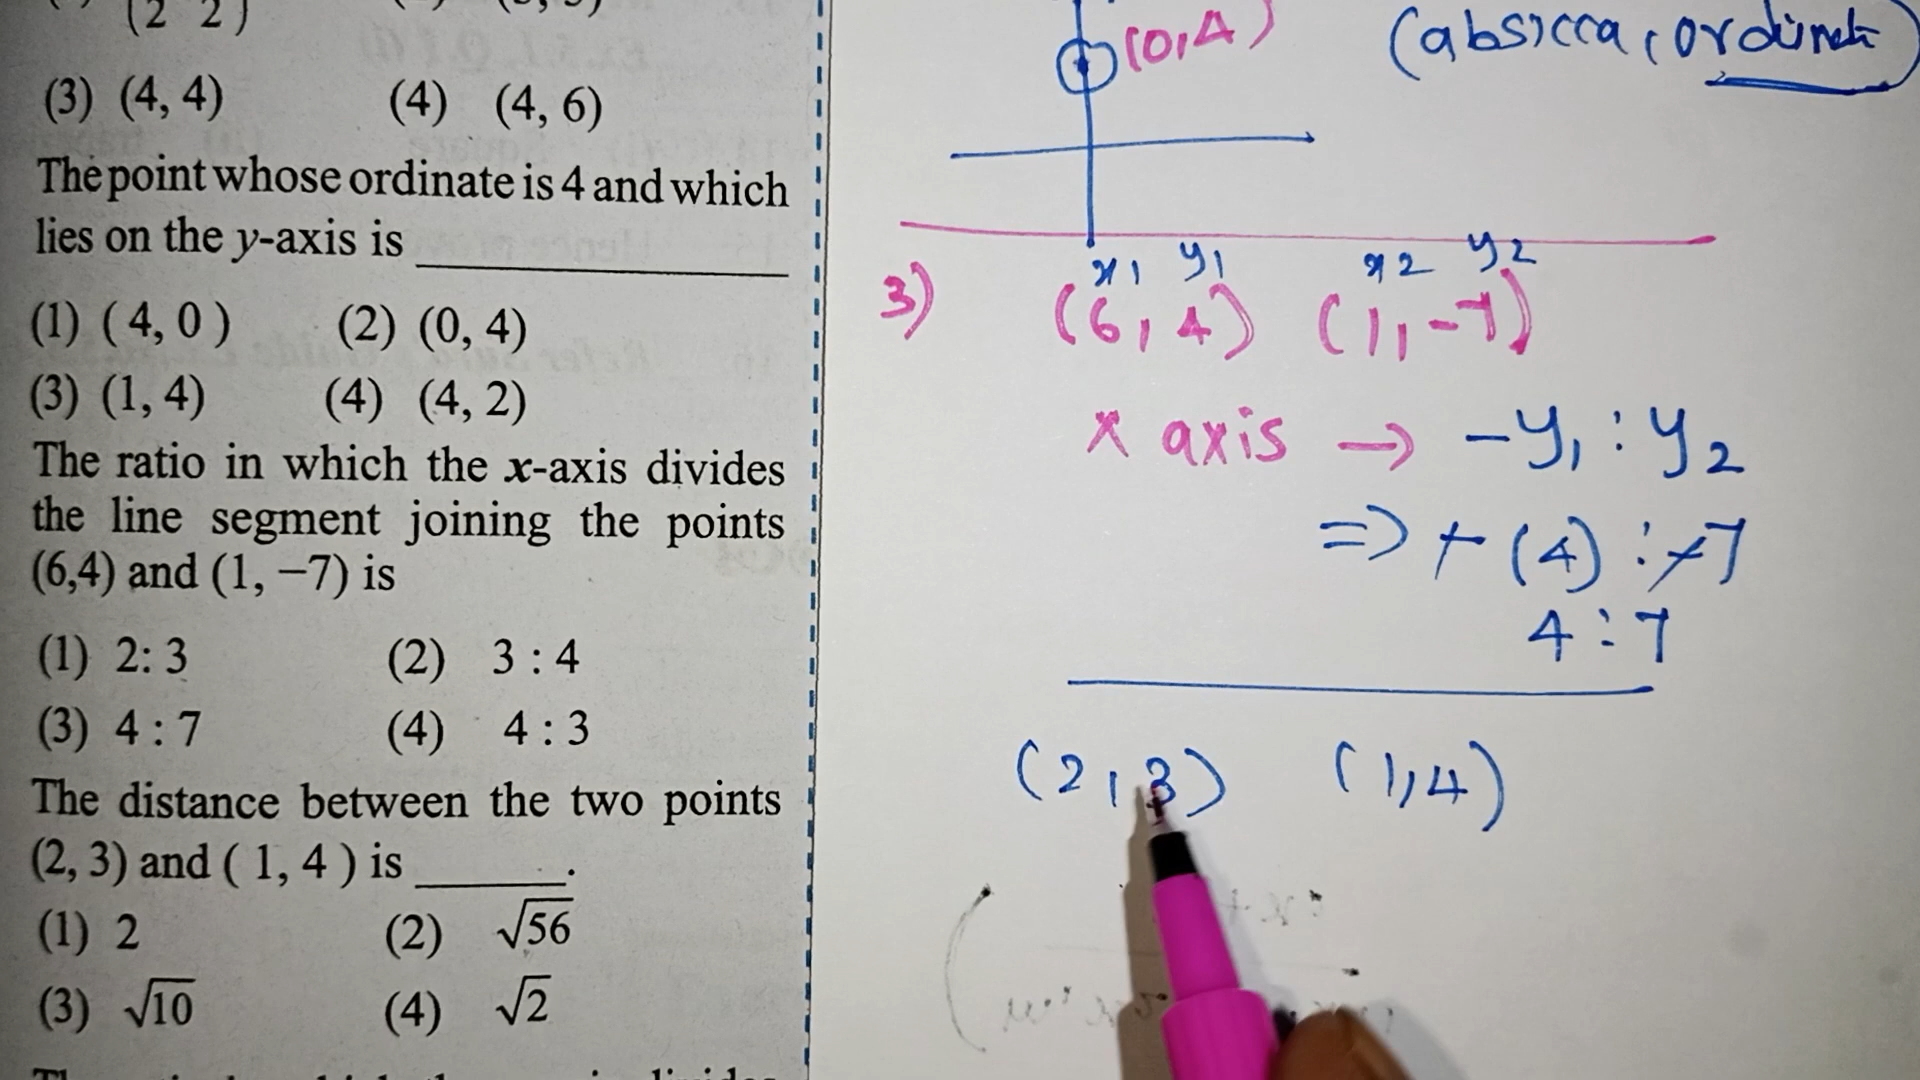 (3) (4, 4) (4) (4, 6)
The point whose ordinate is 4 and which
lies on the y-axis is
(1) ( 4, 0 ) (2) (0, 4)
(3) (1, 4) (4) (4, 2)
The ratio in which the x-axis divides
the line segment joining the points
(6,4) and (1, −7) is
(1) 2: 3 (2) 3 : 4
(3) 4 : 7 (4) 4 : 3
The distance between the two points
(2, 3) and ( 1, 4 ) is ______.
(1) 2 (2) √56
(3) √10 (4) √2
(0,4) (absicca, ordinate)
x1 y1 x2 y2
3) (6, 4) (1, -7)
x axis → -y1 : y2
⇒ - (4) : -7
4 : 7
(2, 3) (1, 4)